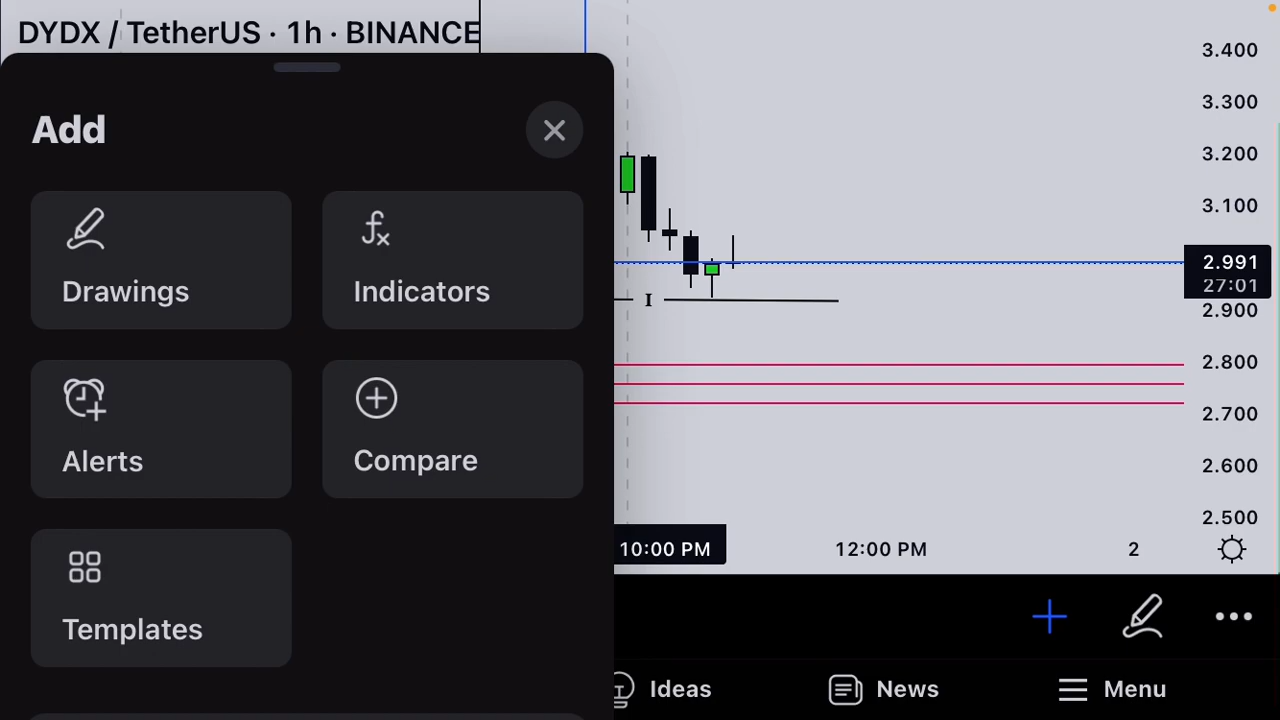 DYDX / TetherUS · 1h · BINANCE
Add
Drawings
Indicators
Alerts
Compare
Templates
3.400
3.300
3.200
3.100
2.991
27:01
2.900
2.800
2.700
2.600
2.500
I
10:00 PM
12:00 PM
2
Ideas
News
Menu